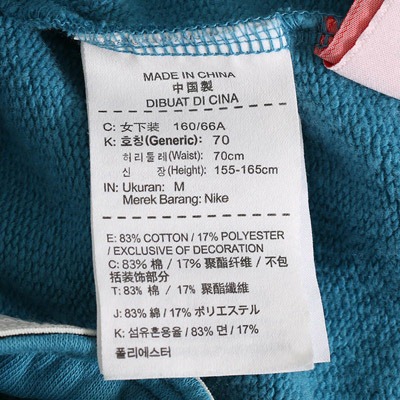 MADE IN CHINA
中国製
DIBUAT DI CINA
C: 女下装 160/66A
K: 호칭(Generic): 70
허리둘레(Waist): 70cm
신 장(Height): 155-165cm
IN: Ukuran: M
Merek Barang: Nike
E: 83% COTTON / 17% POLYESTER
/ EXCLUSIVE OF DECORATION
C: 83% 棉 / 17% 聚酯纤维 / 不包
括装饰部分
T: 83% 棉 / 17% 聚酯纖維
J: 83% 綿 / 17% ポリエステル
K: 섬유혼용율 / 83% 면 / 17%
폴리에스터